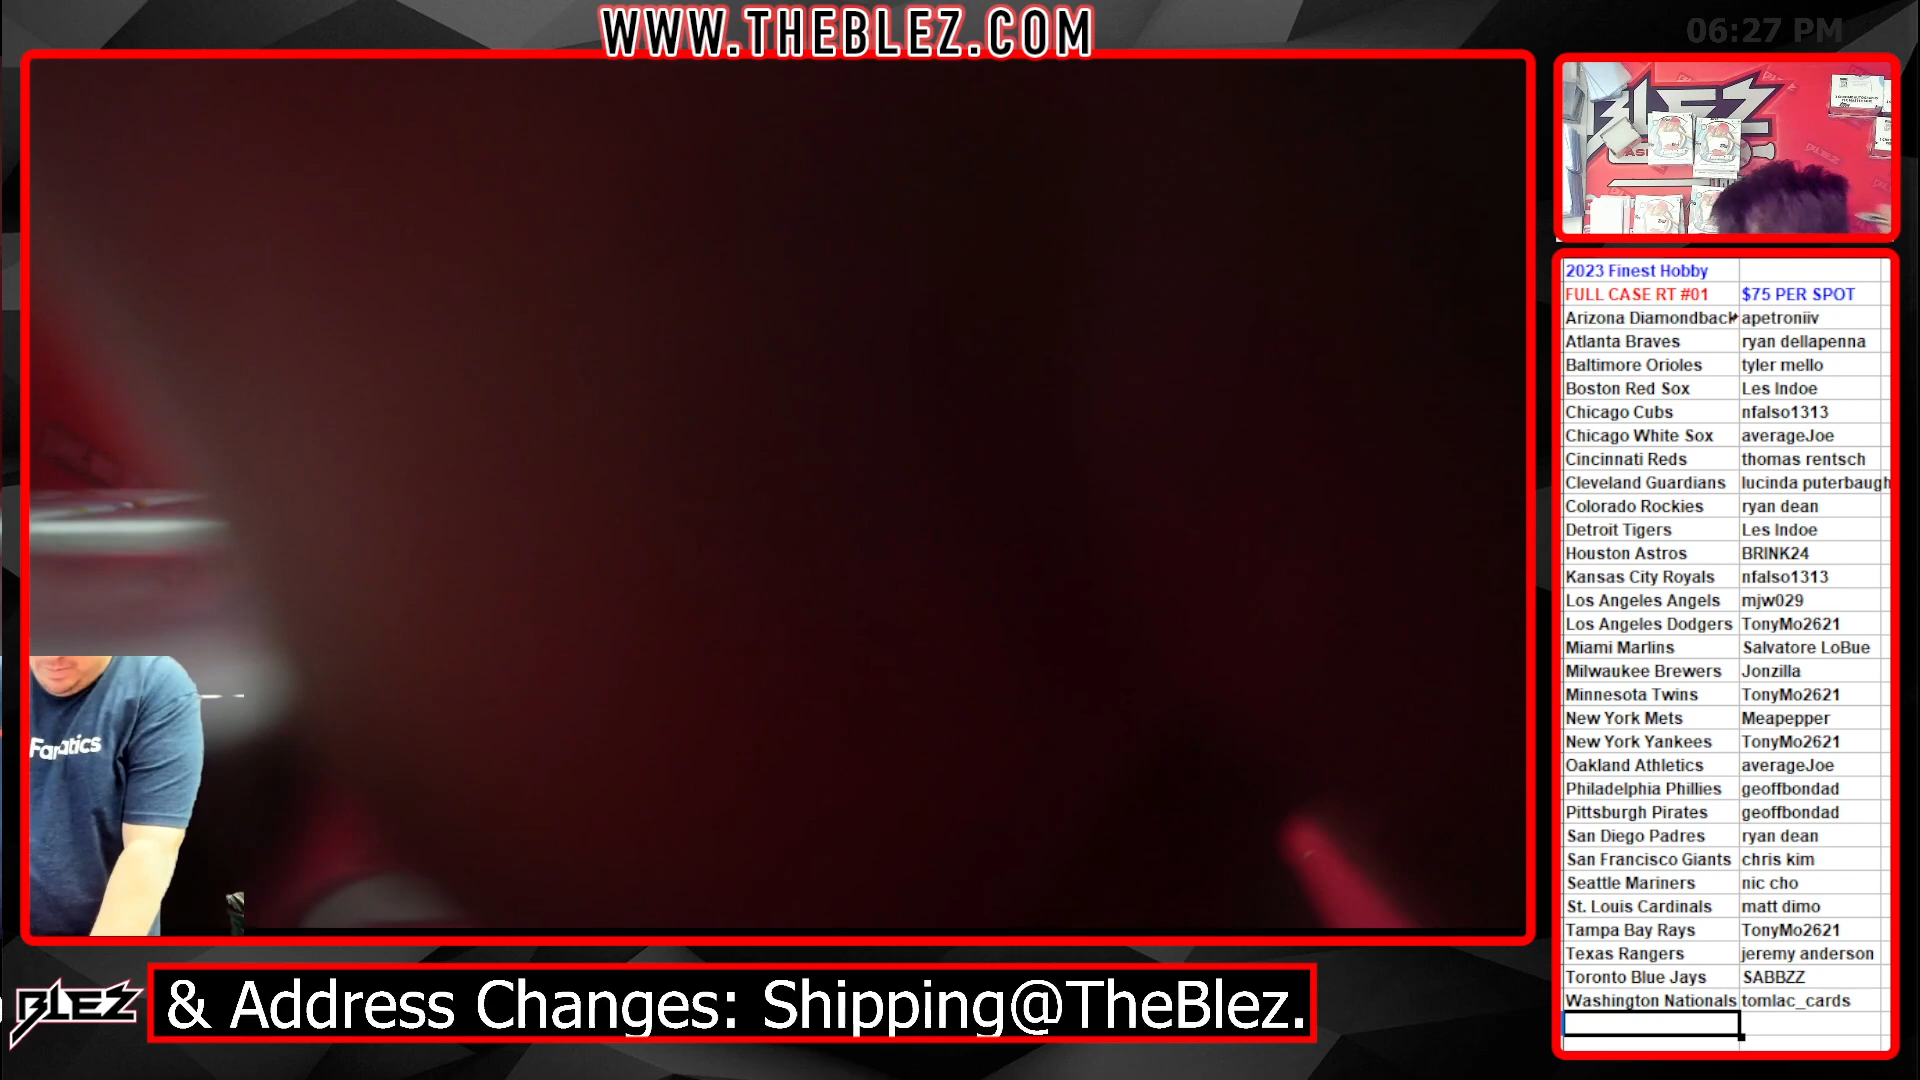 WWW.THEBLEZ.COM
06:27 PM
BLEZ
2023 Finest Hobby
FULL CASE RT #01 $75 PER SPOT
Arizona Diamondback apetroniiv
Atlanta Braves ryan dellapenna
Baltimore Orioles tyler mello
Boston Red Sox Les Indoe
Chicago Cubs nfalso1313
Chicago White Sox averageJoe
Cincinnati Reds thomas rentsch
Cleveland Guardians lucinda puterbaugh
Colorado Rockies ryan dean
Detroit Tigers Les Indoe
Houston Astros BRINK24
Kansas City Royals nfalso1313
Los Angeles Angels mjw029
Los Angeles Dodgers TonyMo2621
Miami Marlins Salvatore LoBue
Milwaukee Brewers Jonzilla
Minnesota Twins TonyMo2621
New York Mets Meapepper
New York Yankees TonyMo2621
Oakland Athletics averageJoe
Philadelphia Phillies geoffbondad
Pittsburgh Pirates geoffbondad
San Diego Padres ryan dean
San Francisco Giants chris kim
Seattle Mariners nic cho
St. Louis Cardinals matt dimo
Tampa Bay Rays TonyMo2621
Texas Rangers jeremy anderson
Toronto Blue Jays SABBZZ
Washington Nationals tomlac_cards
Fanatics
BLEZ
& Address Changes: Shipping@TheBlez.